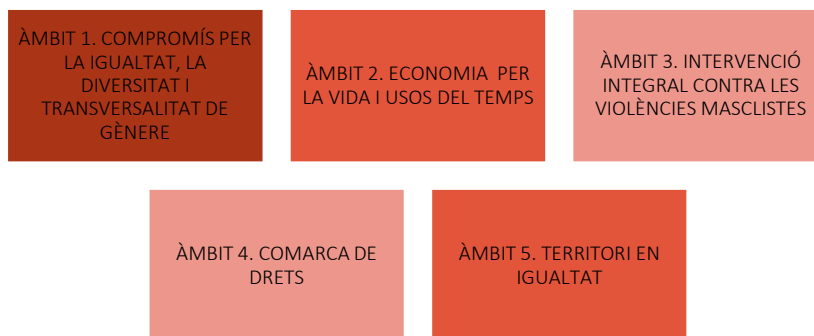 ÀMBIT 1. COMPROMÍS PER
LA IGUALTAT, LA
DIVERSITAT I
TRANSVERSALITAT DE
GÈNERE
ÀMBIT 2. ECONOMIA  PER
LA VIDA I USOS DEL TEMPS
ÀMBIT 3. INTERVENCIÓ
INTEGRAL CONTRA LES
VIOLÈNCIES MASCLISTES
ÀMBIT 4. COMARCA DE
DRETS
ÀMBIT 5. TERRITORI EN
IGUALTAT